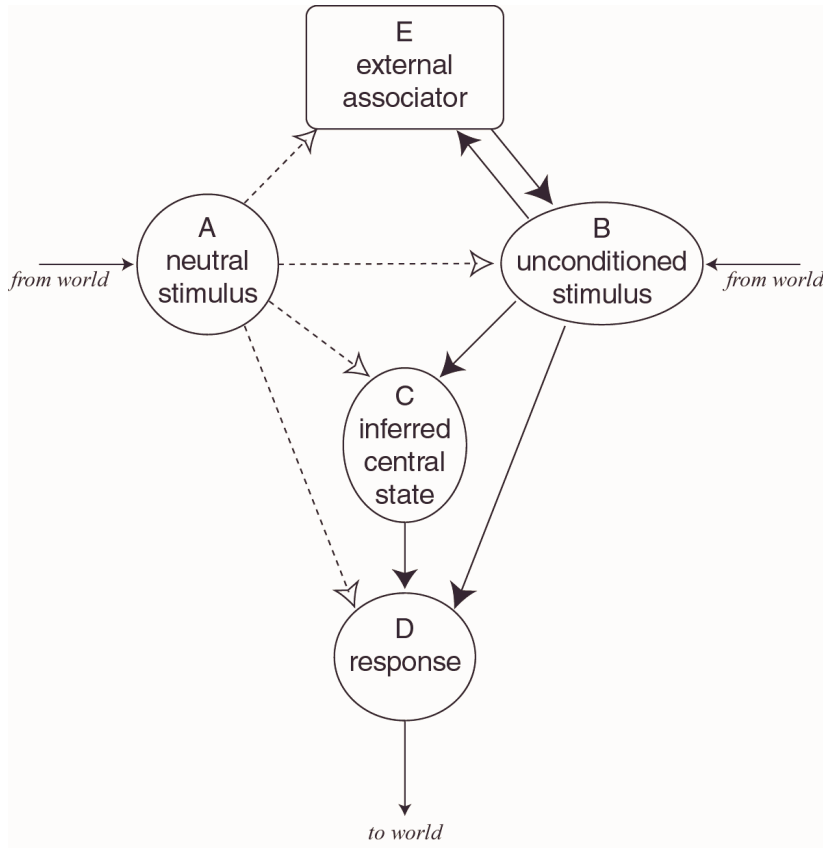 E
external
associator
A
neutral
stimulus
from world
B
unconditioned
stimulus
from world
C
inferred
central
state
D
response
to world